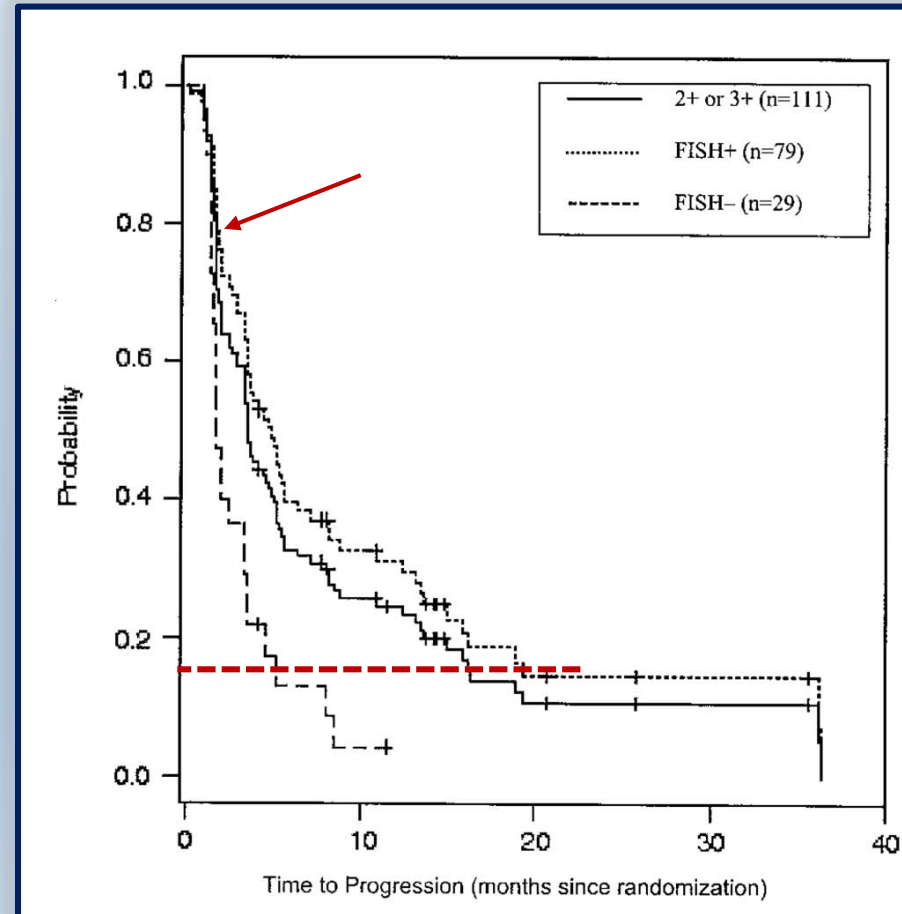 1.0
0.8
0.6
0.4
0.2
0.0
Probability
2+ or 3+ (n=111)
FISH+ (n=79)
FISH– (n=29)
0 10 20 30 40
Time to Progression (months since randomization)